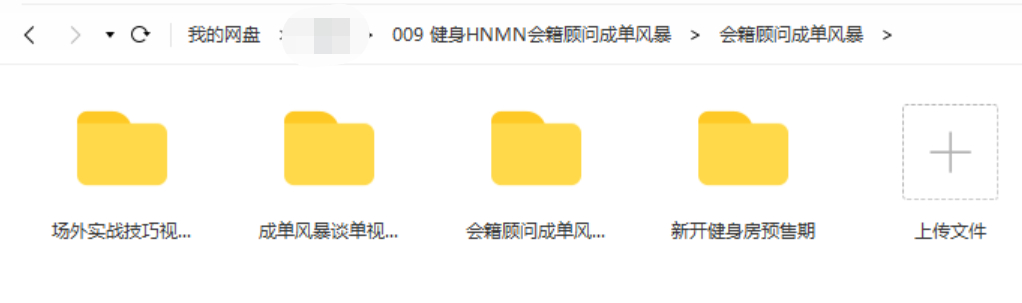 我的网盘 > 009 健身HNMN会籍顾问成单风暴 > 会籍顾问成单风暴 >
场外实战技巧视... 成单风暴谈单视... 会籍顾问成单风... 新开健身房预售期 上传文件